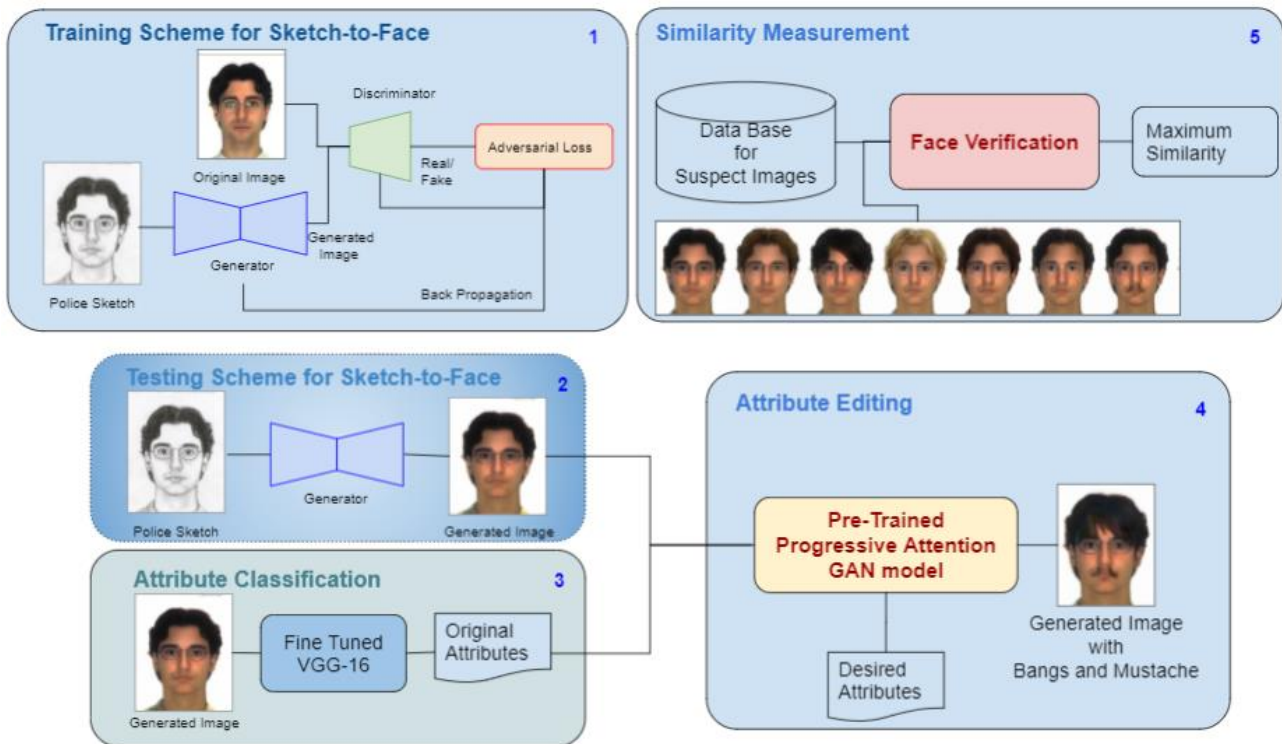 Training Scheme for Sketch-to-Face
1
Original Image
Discriminator
Real/
Fake
Adversarial Loss
Police Sketch
Generator
Generated
Image
Back Propagation
Similarity Measurement
5
Data Base
for
Suspect Images
Face Verification
Maximum
Similarity
Testing Scheme for Sketch-to-Face
2
Police Sketch
Generator
Generated Image
Attribute Classification
3
Generated Image
Fine Tuned
VGG-16
Original
Attributes
Attribute Editing
4
Pre-Trained
Progressive Attention
GAN model
Desired
Attributes
Generated Image
with
Bangs and Mustache